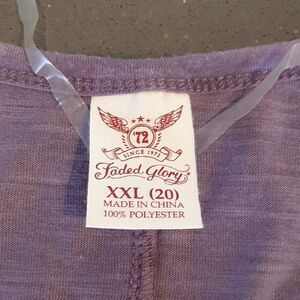 '72
SINCE 1972
Faded Glory
XXL (20)
MADE IN CHINA
100% POLYESTER